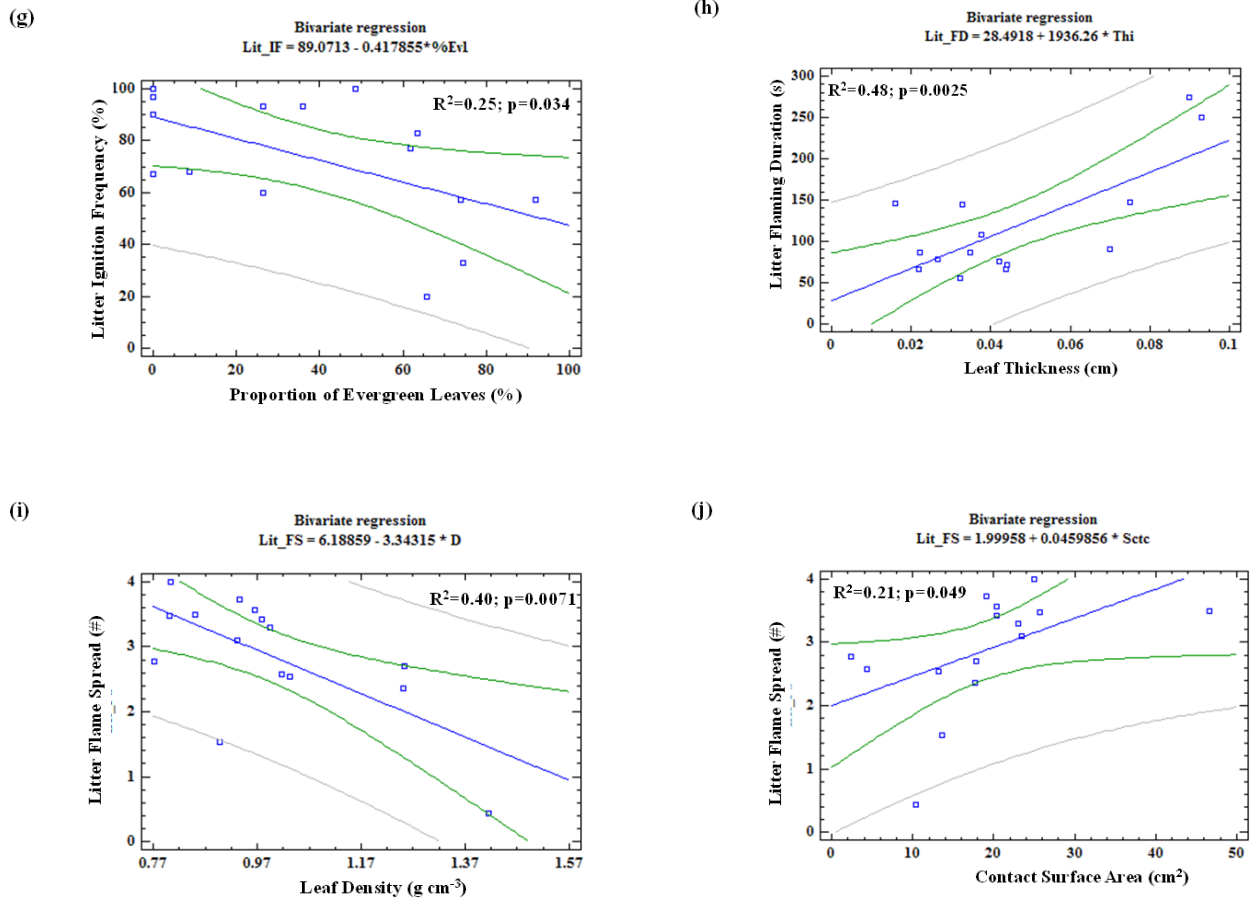 (g)
Bivariate regression
Lit_IF = 89.0713 - 0.417855*%Evl
R²=0.25; p=0.034
Litter Ignition Frequency (%)
100
80
60
40
20
0
0 20 40 60 80 100
Proportion of Evergreen Leaves (%)
(h)
Bivariate regression
Lit_FD = 28.4918 + 1936.26 * Thi
R²=0.48; p=0.0025
Litter Flaming Duration (s)
300
250
200
150
100
50
0
0 0.02 0.04 0.06 0.08 0.1
Leaf Thickness (cm)
(i)
Bivariate regression
Lit_FS = 6.18859 - 3.34315 * D
R²=0.40; p=0.0071
Litter Flame Spread (#)
4
3
2
1
0
0.77 0.97 1.17 1.37 1.57
Leaf Density (g cm⁻³)
(j)
Bivariate regression
Lit_FS = 1.99958 + 0.0459856 * Sctc
R²=0.21; p=0.049
Litter Flame Spread (#)
4
3
2
1
0
0 10 20 30 40 50
Contact Surface Area (cm²)